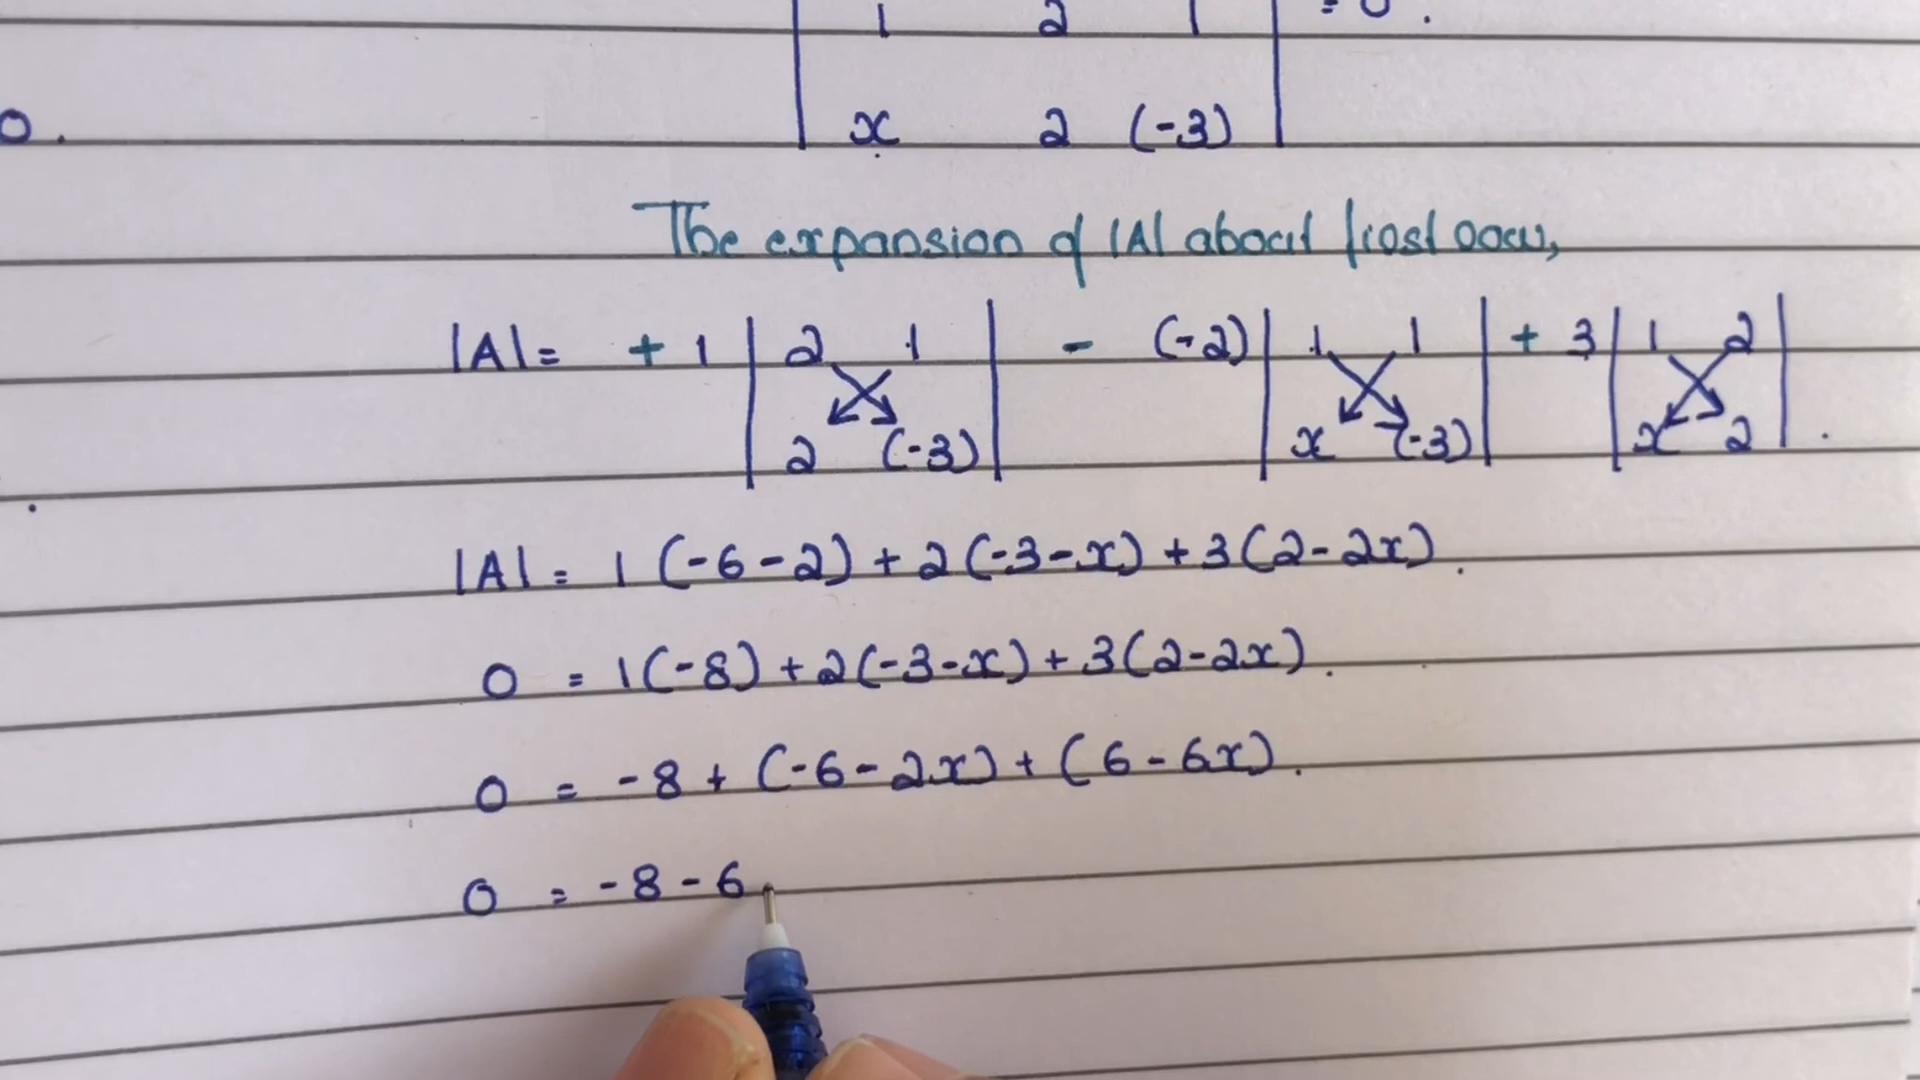 | 1 2 1 | = 0 .
0 .
| x 2 (-3) |
The expansion of |A| about first row,
|A| = + 1 | 2 1 | - (-2) | 1 1 | + 3 | 1 2 |
| 2 (-3) | | x (-3) | | x 2 | .
|A| = 1 (-6 - 2) + 2 (-3 - x) + 3 (2 - 2x) .
0 = 1 (-8) + 2 (-3 - x) + 3 (2 - 2x) .
0 = -8 + (-6 - 2x) + (6 - 6x) .
0 = -8 - 6